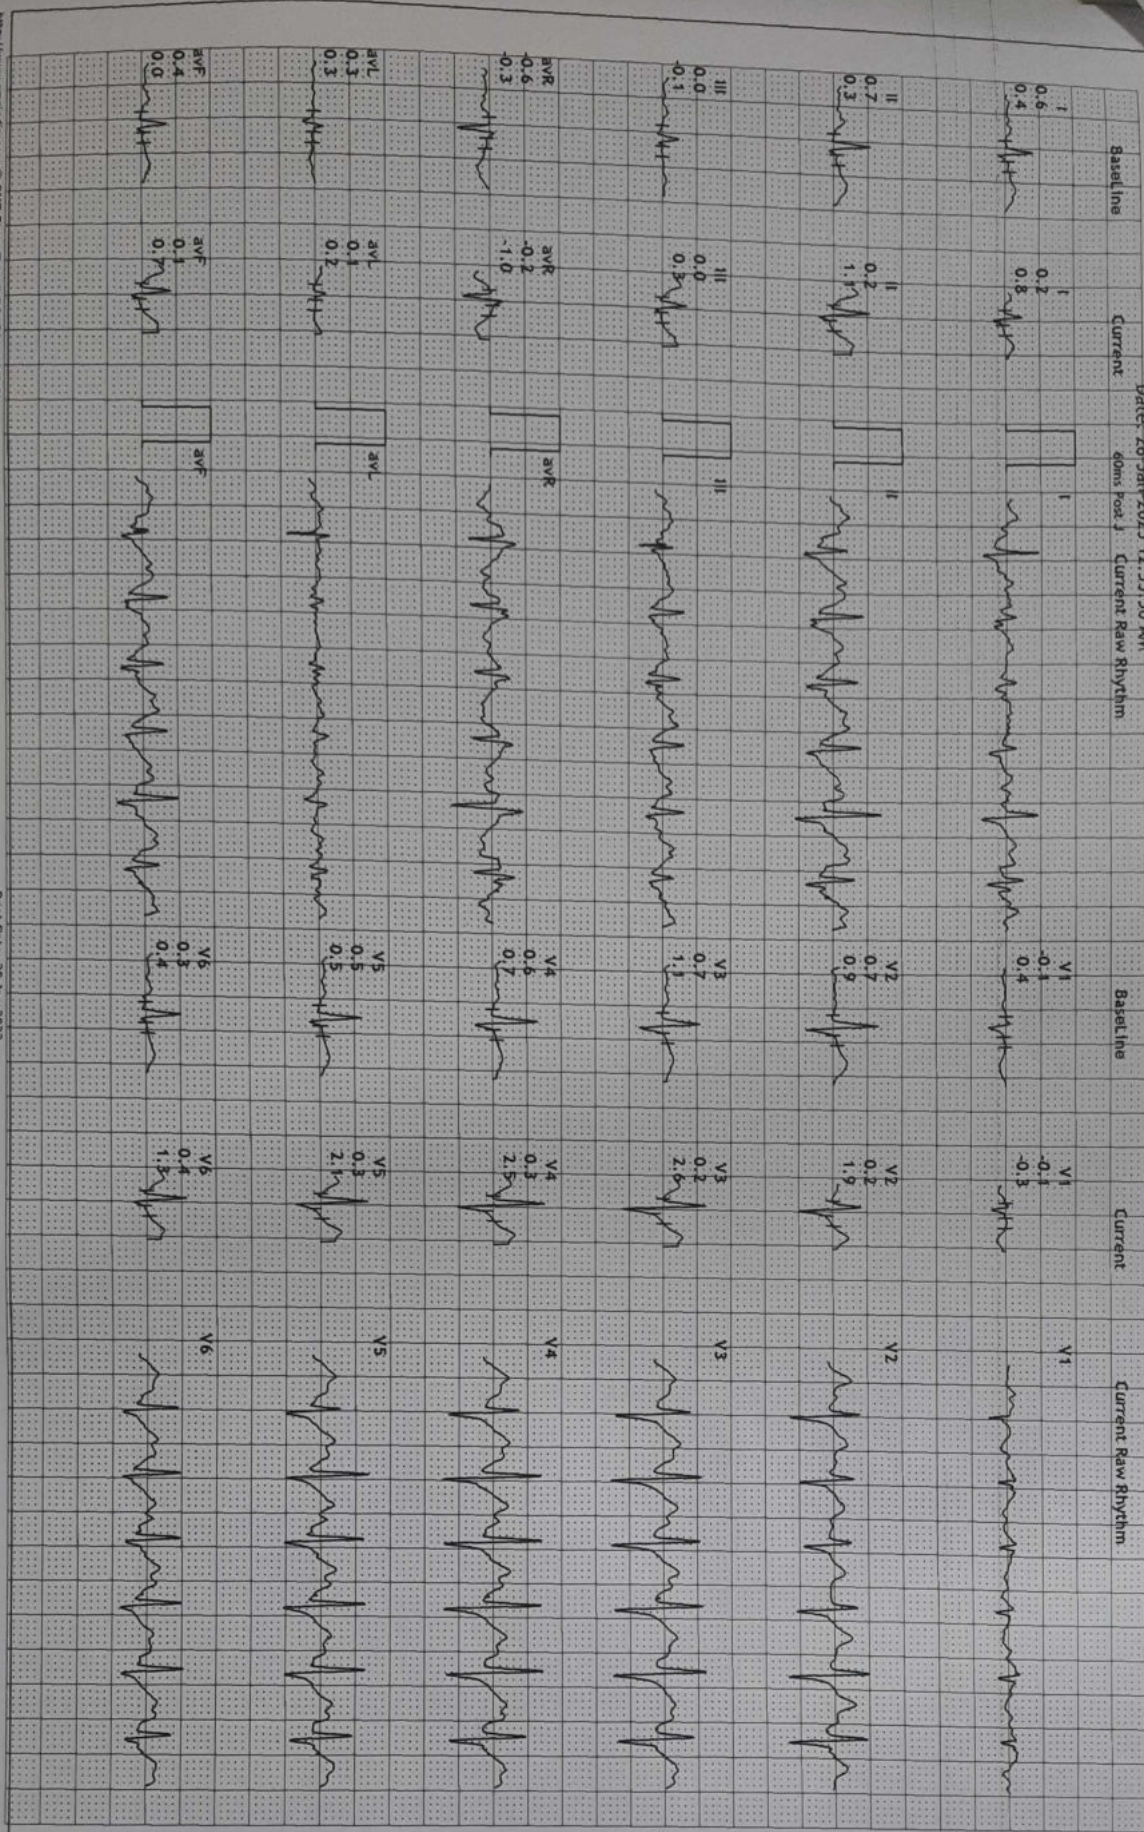 BaseLine
Current
60ms Post J
Current Raw Rhythm
BaseLine
Current
Current Raw Rhythm
I
0.6
0.4
I
0.2
0.8
I
V1
-0.1
0.4
V1
-0.1
-0.3
V1
II
0.7
0.3
II
0.2
1.1
II
V2
0.7
0.9
V2
0.2
1.9
V2
III
0.0
-0.1
III
0.0
0.3
III
V3
0.7
1.1
V3
0.2
2.6
V3
avR
-0.6
-0.3
avR
-0.2
-1.0
avR
V4
0.6
0.7
V4
0.3
2.5
V4
avL
0.3
0.3
avL
0.1
0.2
avL
V5
0.5
0.5
V5
0.3
2.1
V5
avF
0.4
0.0
avF
0.1
0.7
avF
V6
0.3
0.4
V6
0.4
1.3
V6